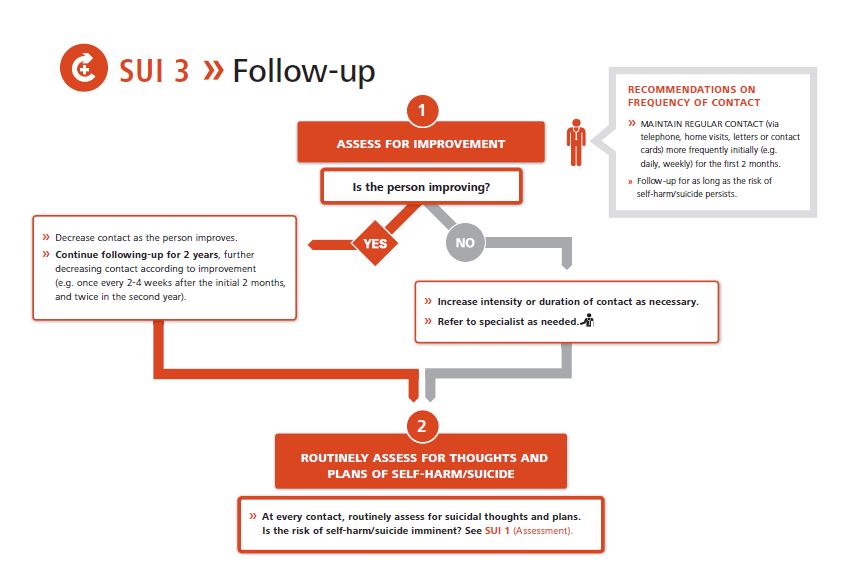 SUI 3 » Follow-up
1
ASSESS FOR IMPROVEMENT
Is the person improving?
RECOMMENDATIONS ON
FREQUENCY OF CONTACT
» MAINTAIN REGULAR CONTACT (via
telephone, home visits, letters or contact
cards) more frequently initially (e.g.
daily, weekly) for the first 2 months.
» Follow-up for as long as the risk of
self-harm/suicide persists.
YES
NO
» Decrease contact as the person improves.
» Continue following-up for 2 years, further
decreasing contact according to improvement
(e.g. once every 2-4 weeks after the initial 2 months,
and twice in the second year).
» Increase intensity or duration of contact as necessary.
» Refer to specialist as needed.
2
ROUTINELY ASSESS FOR THOUGHTS AND
PLANS OF SELF-HARM/SUICIDE
» At every contact, routinely assess for suicidal thoughts and plans.
Is the risk of self-harm/suicide imminent? See SUI 1 (Assessment).